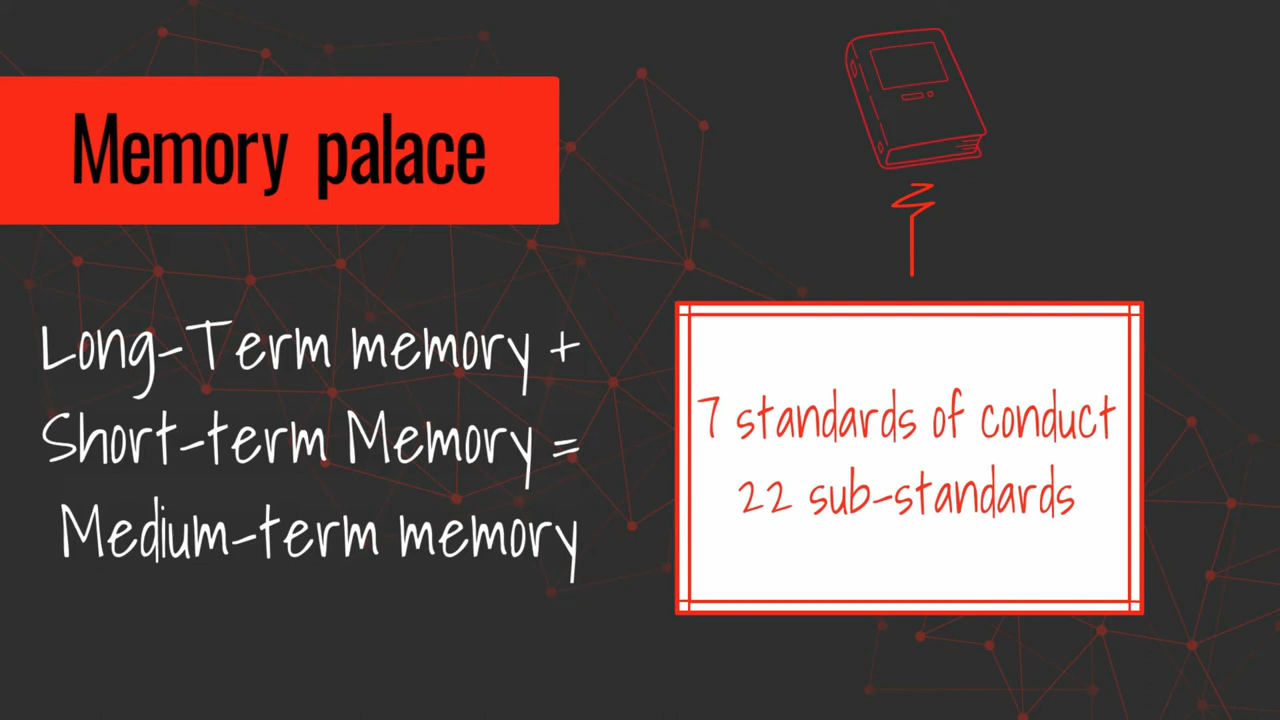 Memory palace
Long-Term memory +
Short-term Memory =
Medium-term memory
7 standards of conduct
22 sub-standards